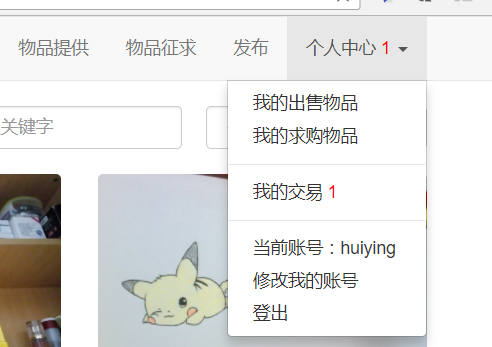 物品提供 物品征求 发布 个人中心 1
关键字
我的出售物品
我的求购物品
我的交易 1
当前账号：huiying
修改我的账号
登出